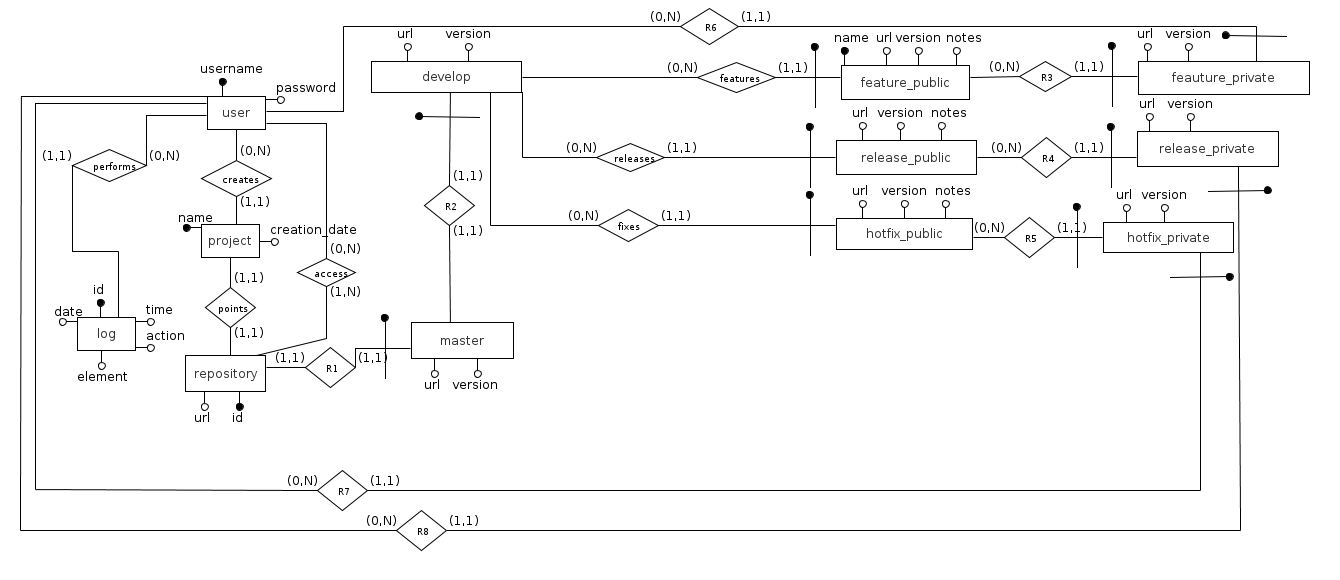 (0,N) R6 (1,1)
url version
develop
name url version notes
url version
(0,N) features (1,1)
feature_public
(0,N) R3 (1,1)
feauture_private
username
password
user
url version notes
url version
(0,N) releases (1,1)
release_public
(0,N) R4 (1,1)
release_private
(1,1) performs (0,N)
(0,N)
creates
(1,1)
(1,1)
R2
(1,1)
url version notes
url version
(0,N) fixes (1,1)
hotfix_public
(0,N) R5 (1,1)
hotfix_private
name
project
creation_date
(0,N)
access
(1,N)
(1,1)
points
(1,1)
id
date
time
log
action
element
repository
(1,1) R1 (1,1)
master
url id
url version
(0,N) R7 (1,1)
(0,N) R8 (1,1)